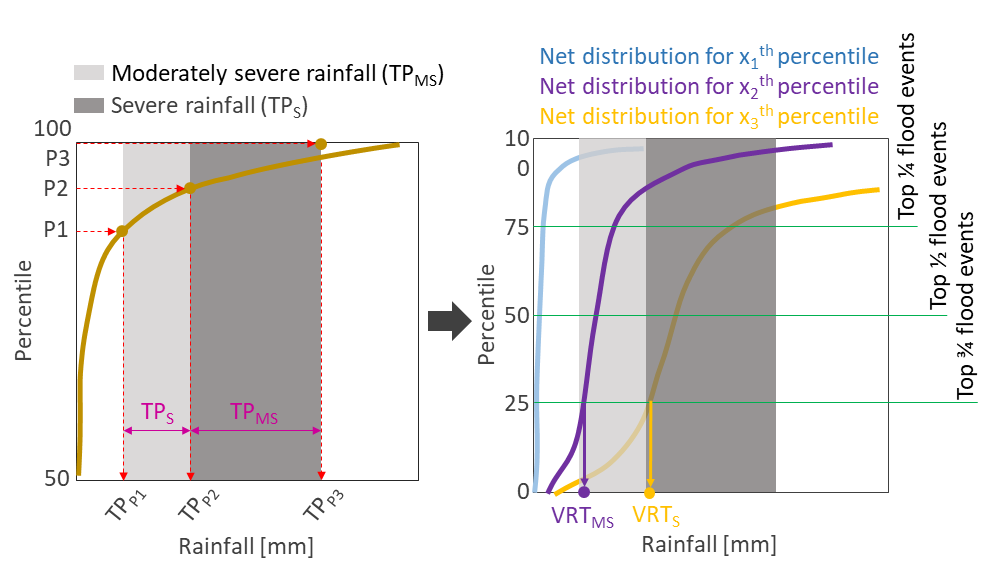 Moderately severe rainfall (TPMS)
Severe rainfall (TPS)
100
P3
P2
P1
50
Percentile
TPS
TPMS
TPP1
TPP2
TPP3
Rainfall [mm]
Net distribution for x1th percentile
Net distribution for x2th percentile
Net distribution for x3th percentile
10
0
75
50
25
0
Percentile
Top ¼ flood events
Top ½ flood events
Top ¾ flood events
VRTMS
VRTS
Rainfall [mm]